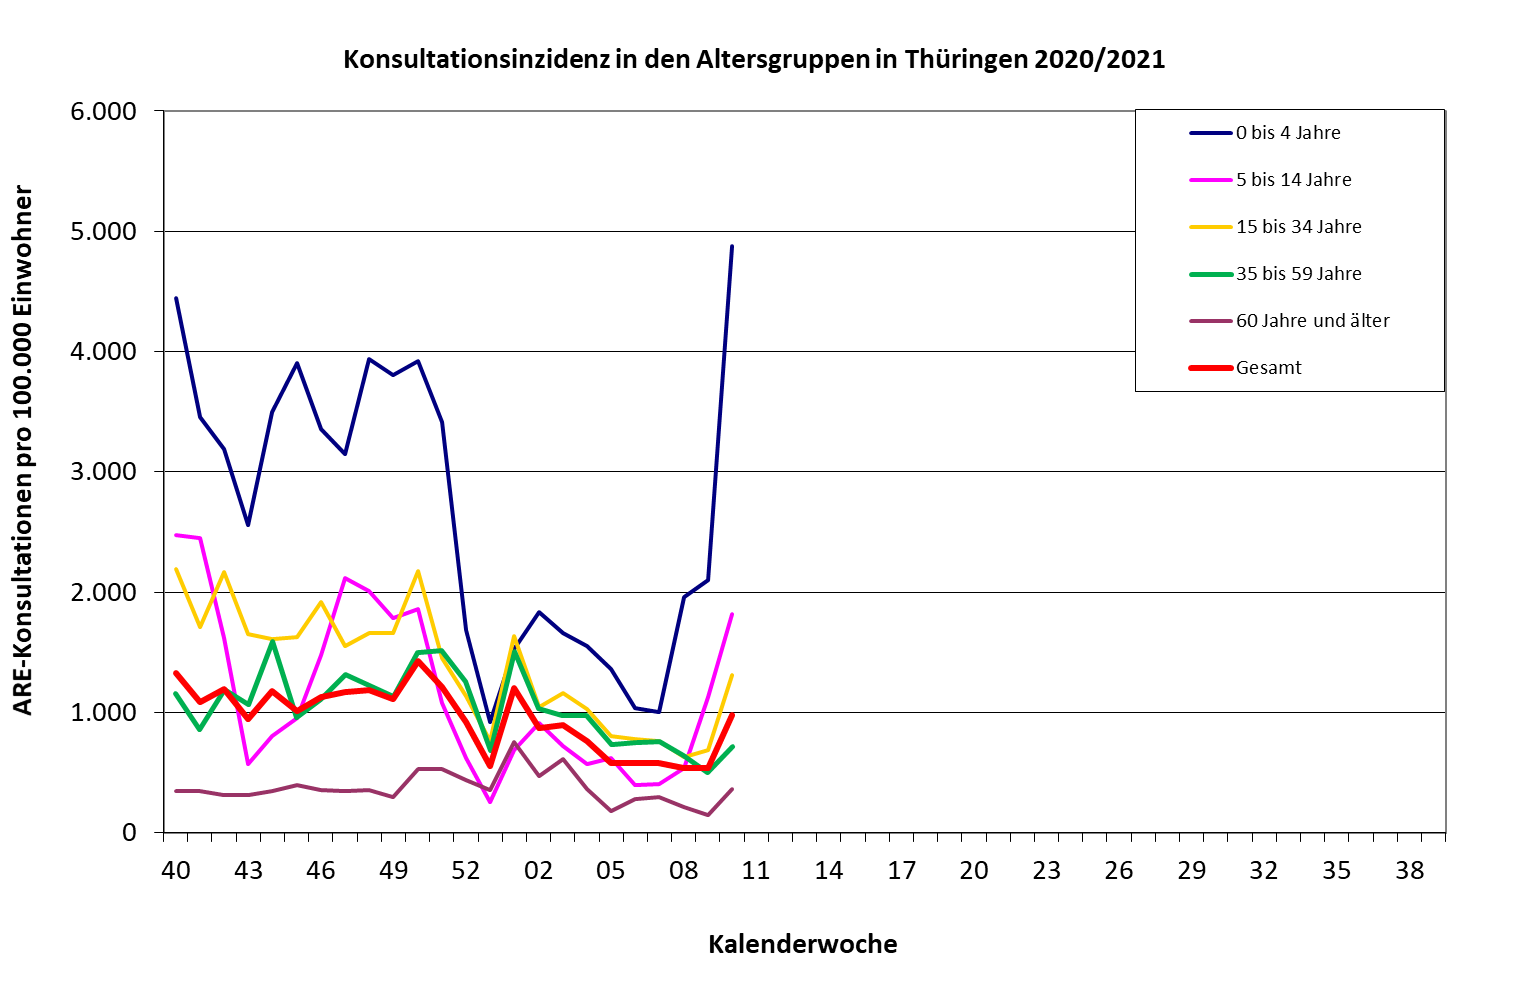 Konsultationsinzidenz in den Altersgruppen in Thüringen 2020/2021
ARE-Konsultationen pro 100.000 Einwohner
6.000
5.000
4.000
3.000
2.000
1.000
0
0 bis 4 Jahre
5 bis 14 Jahre
15 bis 34 Jahre
35 bis 59 Jahre
60 Jahre und älter
Gesamt
40 43 46 49 52 02 05 08 11 14 17 20 23 26 29 32 35 38
Kalenderwoche